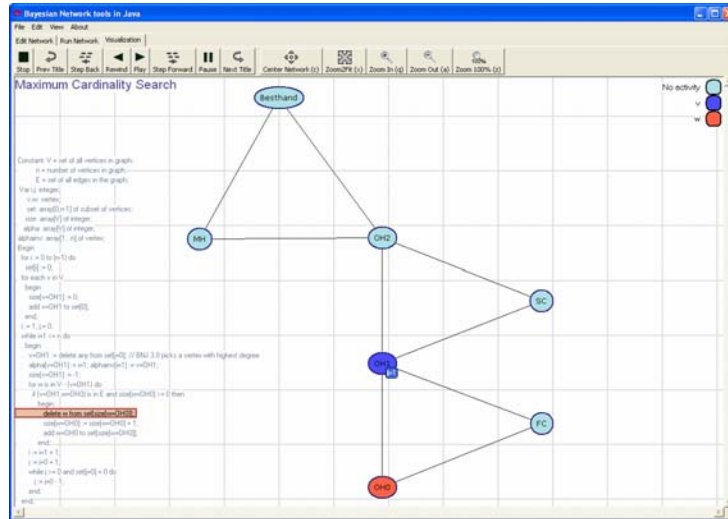 Bayesian Network tools in Java
File Edit View About
Edit Network Run Network Visualization
Stop Prev Title Step Back Rewind Play Step Forward Pause Next Title Center Network (c) Zoom2Fit (x) Zoom In (q) Zoom Out (a) Zoom 100% (z)
Maximum Cardinality Search
No activity
v
w
Besthand
MH
OH2
SC
OH1
FC
OH0
Constant: V = set of all vertices in graph;
n = number of vertices in graph;
E = set of all edges in the graph;
Var i,j: integer;
v,w: vertex;
set: array[0,n-1] of subset of vertices;
size: array[V] of integer;
alpha: array[V] of integer;
alphainv: array[1...n] of vertex;
Begin
for i := 0 to (n-1) do
set[i] := 0;
for each v in V
begin
size[v=OH1] := 0;
add v=OH1 to set[0];
end;
i := 1, j := 0;
while i=1 <= n do
begin
v=OH1 := delete any from set[j=0]; // BNJ 3.0 picks a vertex with highest degree
alpha[v=OH1] := i=1; alphainv[i=1] := v=OH1;
size[v=OH1] := -1;
for w in V - {v=OH1} do
if (v=OH1,w=OH0) is in E and size[w=OH0] >= 0 then
begin
delete w from set[size[w=OH0]];
size[w=OH0] := size[w=OH0] + 1;
add w=OH0 to set[size[w=OH0]];
end;
i := i=1 + 1;
j := j=0 + 1;
while j >= 0 and set[j=0] = 0 do
j := j=0 - 1;
end;
end;